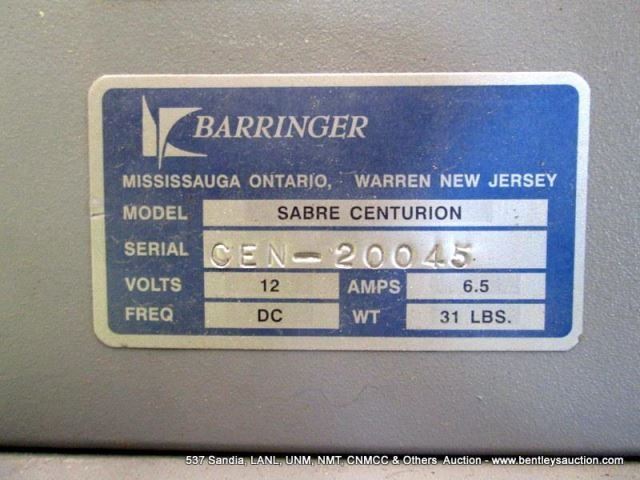 BARRINGER
MISSISSAUGA ONTARIO, WARREN NEW JERSEY
MODEL SABRE CENTURION
SERIAL CEN-20045
VOLTS 12 AMPS 6.5
FREQ DC WT 31 LBS.
537 Sandia, LANL, UNM, NMT, CNMCC & Others Auction - www.bentleysauction.com